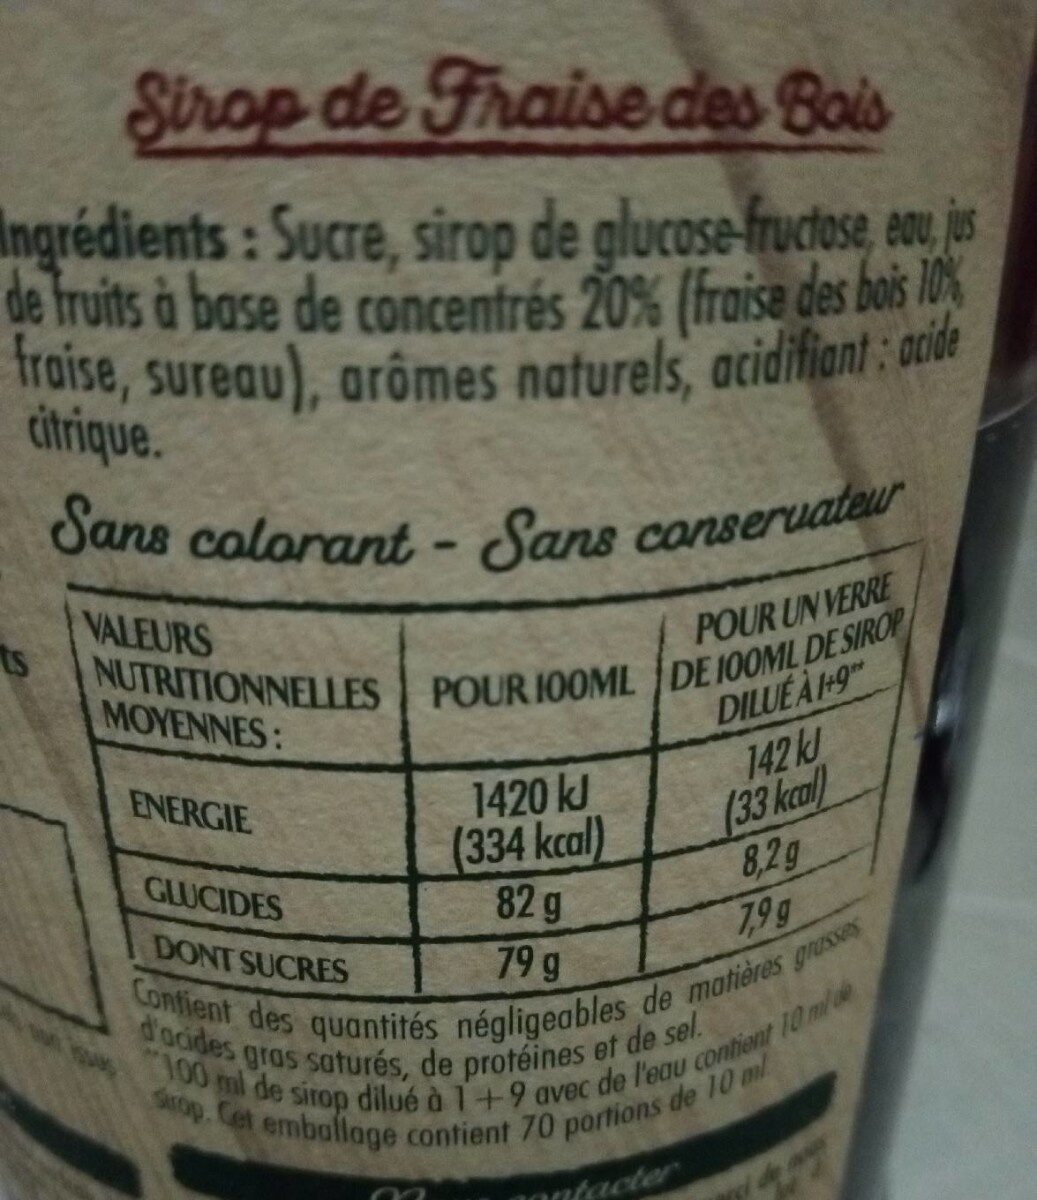 Sirop de Fraise des Bois
Ingrédients : Sucre, sirop de glucose-fructose, eau, jus
de fruits à base de concentrés 20% (fraise des bois 10%,
fraise, sureau), arômes naturels, acidifiant : acide
citrique.
Sans colorant - Sans conservateur
VALEURS
NUTRITIONNELLES
MOYENNES :
POUR 100ML
POUR UN VERRE
DE 100ML DE SIROP
DILUÉ À 1+9**
ENERGIE
1420 kJ
(334 kcal)
142 kJ
(33 kcal)
GLUCIDES
82 g
8,2 g
DONT SUCRES
79 g
7,9 g
Contient des quantités négligeables de matières grasses,
d'acides gras saturés, de protéines et de sel.
**100 ml de sirop dilué à 1+9 avec de l'eau contient 10 ml de
sirop. Cet emballage contient 70 portions de 10 ml.
ts
contacter